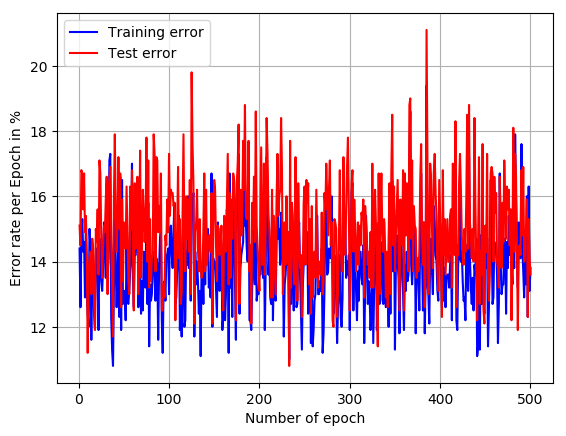 Training error
Test error
Error rate per Epoch in %
20
18
16
14
12
0
100
200
300
400
500
Number of epoch